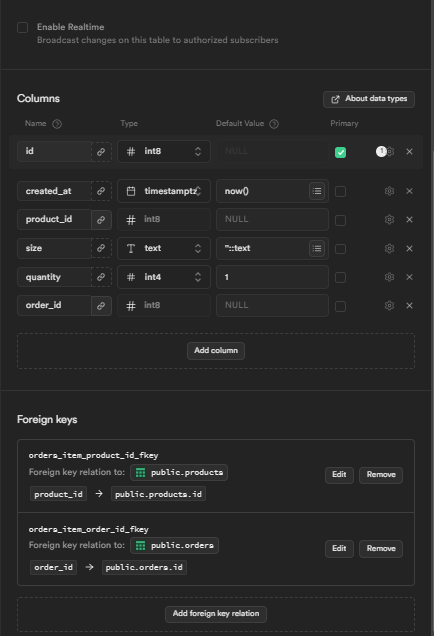 Enable Realtime
Broadcast changes on this table to authorized subscribers
Columns
About data types
Name Type Default Value Primary
id # int8 NULL 1
created_at timestamptz now()
product_id # int8 NULL
size T text ''::text
quantity # int4 1
order_id # int8 NULL
Add column
Foreign keys
orders_item_product_id_fkey
Foreign key relation to: public.products
Edit Remove
product_id → public.products.id
orders_item_order_id_fkey
Foreign key relation to: public.orders
Edit Remove
order_id → public.orders.id
Add foreign key relation